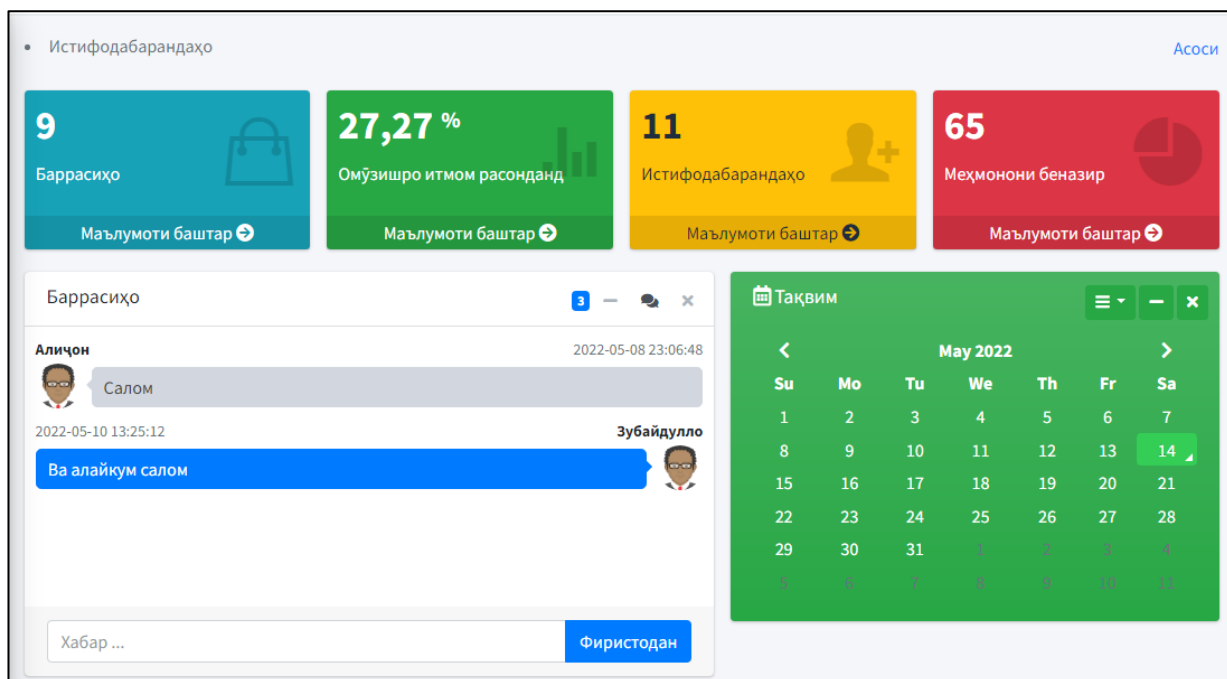 Истифодабарандаҳо
Асоси
9
Баррасиҳо
Маълумоти баштар
27,27 %
Омӯзишро итмом расонданд
Маълумоти баштар
11
Истифодабарандаҳо
Маълумоти баштар
65
Меҳмонони беназир
Маълумоти баштар
Баррасиҳо
3
Алиҷон
2022-05-08 23:06:48
Салом
2022-05-10 13:25:12
Зубайдулло
Ва алайкум салом
Хабар ...
Фиристодан
Тақвим
May 2022
Su Mo Tu We Th Fr Sa
1 2 3 4 5 6 7
8 9 10 11 12 13 14
15 16 17 18 19 20 21
22 23 24 25 26 27 28
29 30 31 1 2 3 4
5 6 7 8 9 10 11